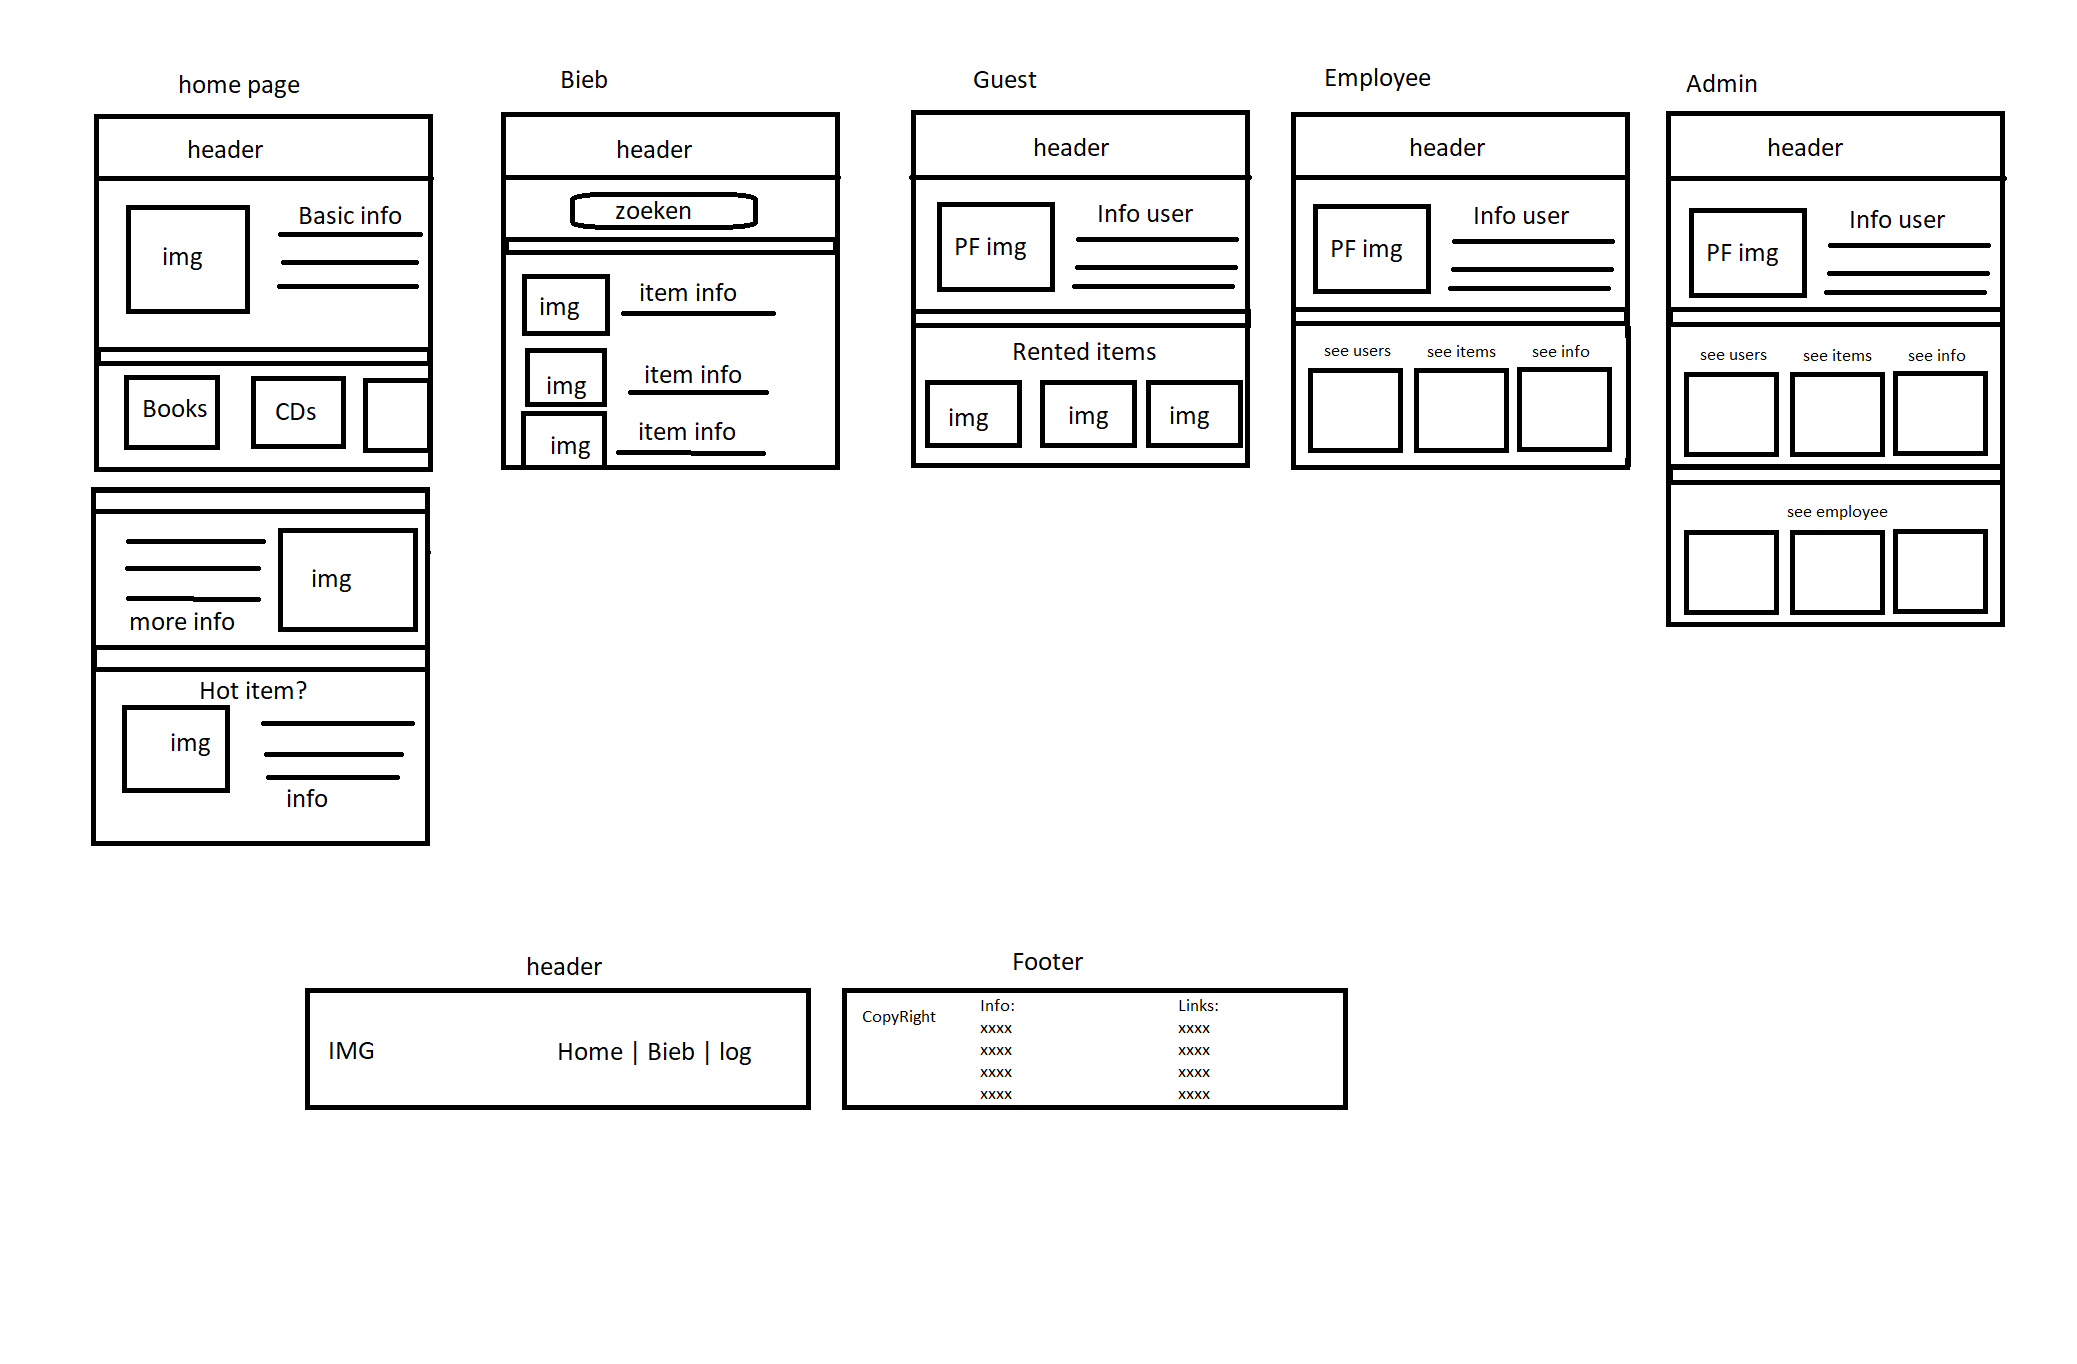 home page
header
img
Basic info
Books
CDs
img
more info
Hot item?
img
info
Bieb
header
zoeken
img
item info
img
item info
img
item info
Guest
header
PF img
Info user
Rented items
img
img
img
Employee
header
PF img
Info user
see users
see items
see info
Admin
header
PF img
Info user
see users
see items
see info
see employee
header
IMG
Home | Bieb | log
Footer
CopyRight
Info:
xxxx
xxxx
xxxx
xxxx
Links:
xxxx
xxxx
xxxx
xxxx